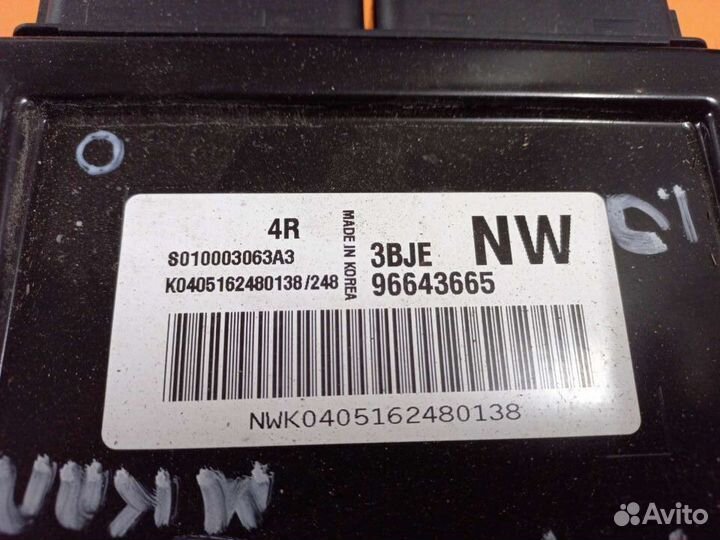 4R
S010003063A3
K0405162480138/248
MADE IN KOREA
3BJE
NW
96643665
NWK0405162480138
Avito